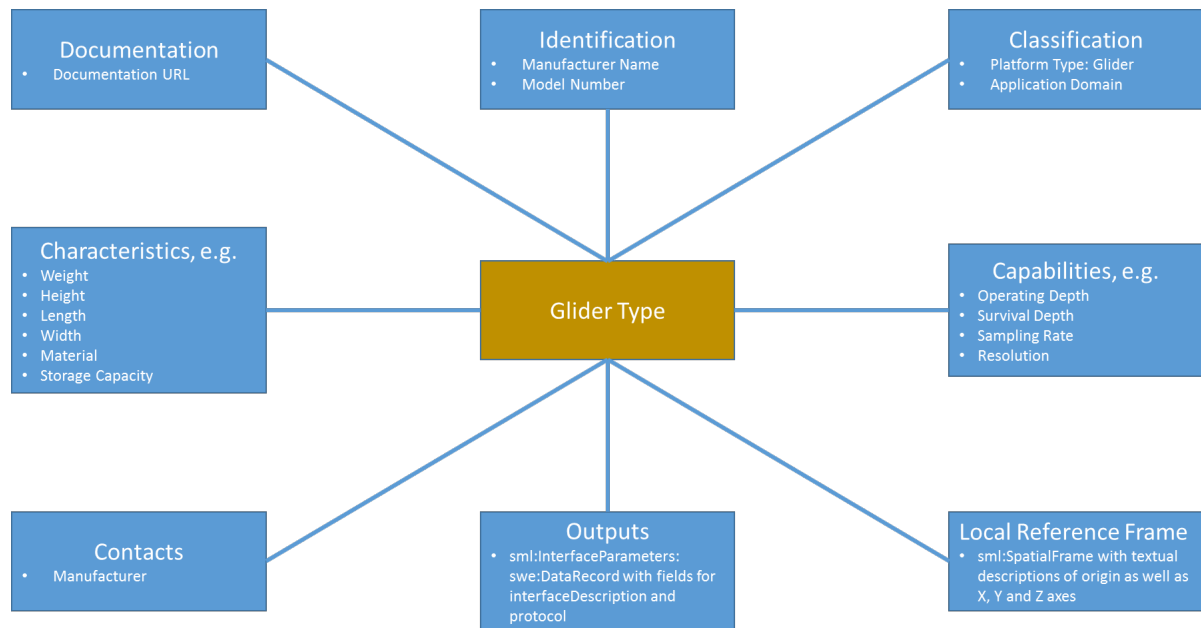 Documentation
• Documentation URL
Identification
• Manufacturer Name
• Model Number
Classification
• Platform Type: Glider
• Application Domain
Characteristics, e.g.
• Weight
• Height
• Length
• Width
• Material
• Storage Capacity
Glider Type
Capabilities, e.g.
• Operating Depth
• Survival Depth
• Sampling Rate
• Resolution
Contacts
• Manufacturer
Outputs
• sml:InterfaceParameters:
swe:DataRecord with fields for
interfaceDescription and
protocol
Local Reference Frame
• sml:SpatialFrame with textual
descriptions of origin as well as
X, Y and Z axes